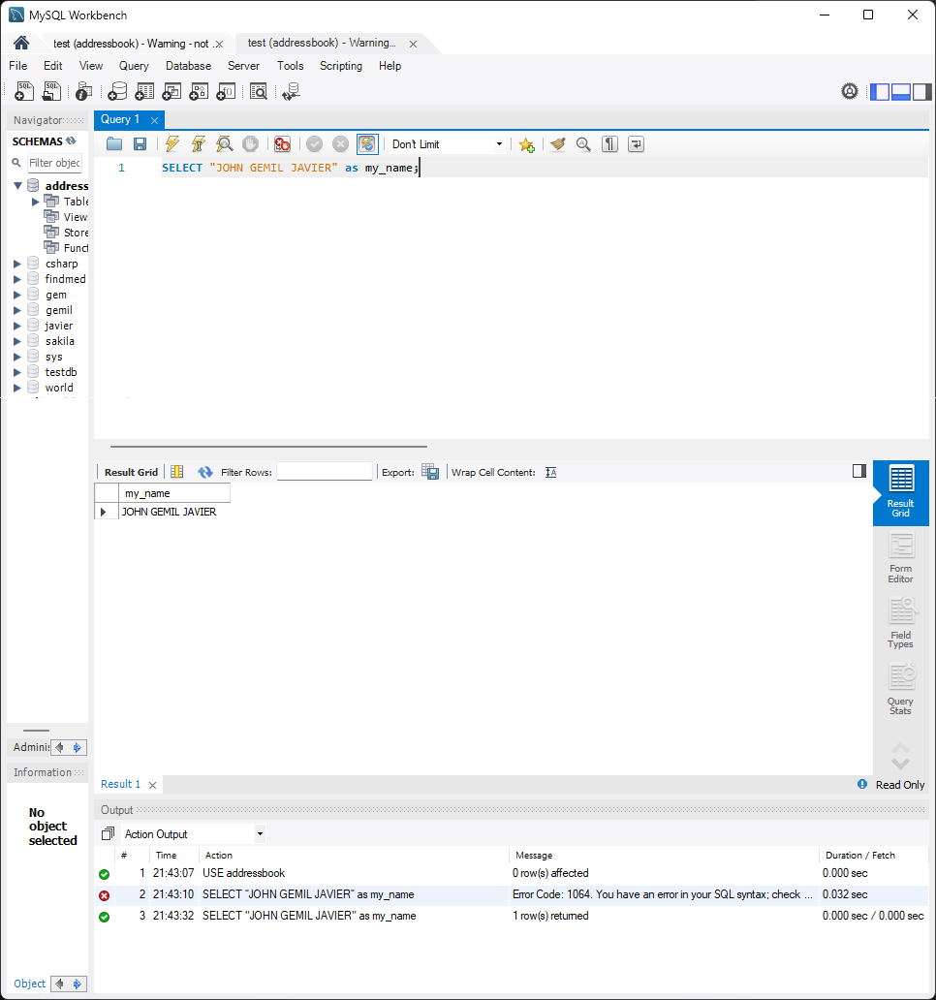 MySQL Workbench
test (addressbook) - Warning - not ...
test (addressbook) - Warning...
File Edit View Query Database Server Tools Scripting Help
Navigator
Query 1
SCHEMAS
Don't Limit
Filter objec
1 SELECT "JOHN GEMIL JAVIER" as my_name;
address
Table
Views
Store
Funct
csharp
findmed
gem
gemil
javier
sakila
sys
testdb
world
Result Grid Filter Rows: Export: Wrap Cell Content:
my_name
JOHN GEMIL JAVIER
Result
Grid
Form
Editor
Field
Types
Query
Stats
Adminis
Information
Result 1
Read Only
No
object
selected
Output
Action Output
# Time Action Message Duration / Fetch
1 21:43:07 USE addressbook 0 row(s) affected 0.000 sec
2 21:43:10 SELECT "JOHN GEMIL JAVIER" as my_name Error Code: 1064. You have an error in your SQL syntax; check ... 0.032 sec
3 21:43:32 SELECT "JOHN GEMIL JAVIER" as my_name 1 row(s) returned 0.000 sec / 0.000 sec
Object